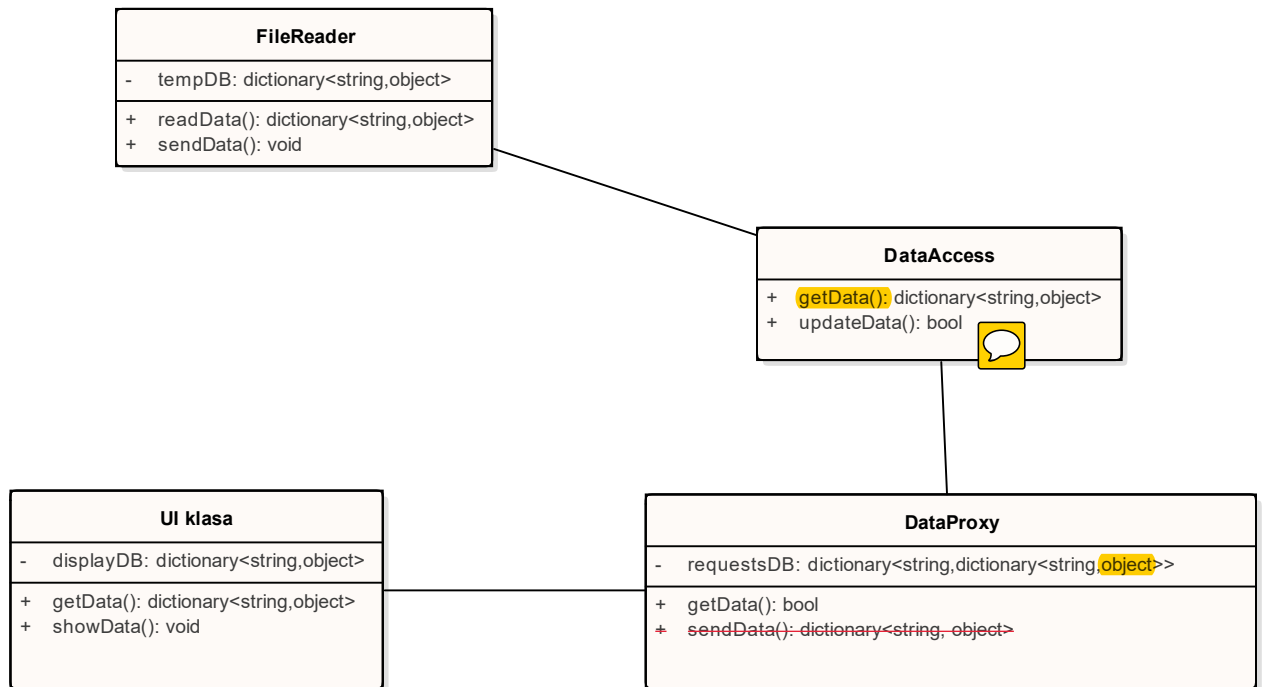 FileReader
- tempDB: dictionary<string,object>
+ readData(): dictionary<string,object>
+ sendData(): void
DataAccess
+ getData(): dictionary<string,object>
+ updateData(): bool
UI klasa
- displayDB: dictionary<string,object>
+ getData(): dictionary<string,object>
+ showData(): void
DataProxy
- requestsDB: dictionary<string,dictionary<string,object>>
+ getData(): bool
+ sendData(): dictionary<string, object>